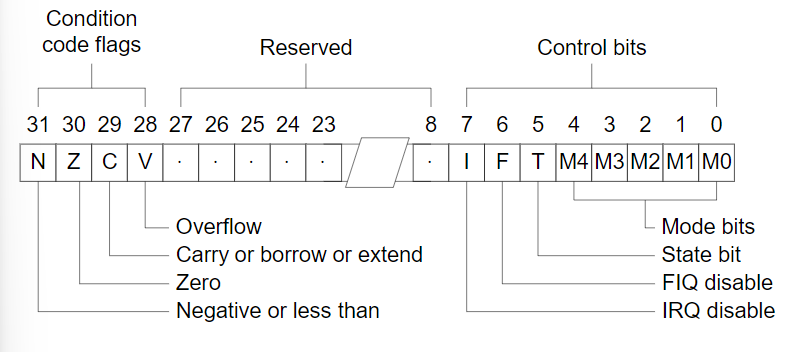 Condition
code flags
Reserved
Control bits
31 30 29 28 27 26 25 24 23 8 7 6 5 4 3 2 1 0
N Z C V · · · · · · I F T M4 M3 M2 M1 M0
Overflow
Mode bits
Carry or borrow or extend
State bit
Zero
FIQ disable
Negative or less than
IRQ disable